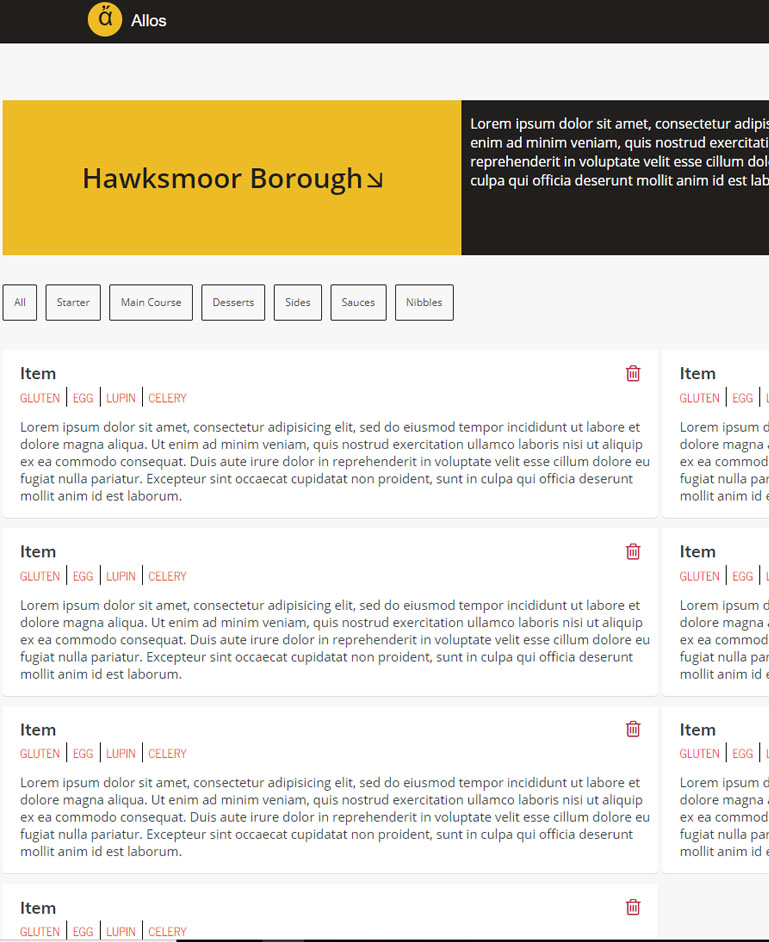 ἄ Allos
Lorem ipsum dolor sit amet, consectetur
enim ad minim veniam, quis nostrud
reprehenderit in voluptate velit esse cillum
culpa qui officia deserunt mollit anim id est
Hawksmoor Borough
All Starter Main Course Desserts Sides Sauces Nibbles
Item
GLUTEN EGG LUPIN CELERY
Lorem ipsum dolor sit amet, consectetur adipisicing elit, sed do eiusmod tempor incididunt ut labore et
dolore magna aliqua. Ut enim ad minim veniam, quis nostrud exercitation ullamco laboris nisi ut aliquip
ex ea commodo consequat. Duis aute irure dolor in reprehenderit in voluptate velit esse cillum dolore eu
fugiat nulla pariatur. Excepteur sint occaecat cupidatat non proident, sunt in culpa qui officia deserunt
mollit anim id est laborum.
Item
GLUTEN EGG
Lorem ipsum
dolore magna
ex ea
fugiat nulla
mollit anim id
Item
GLUTEN EGG LUPIN CELERY
Lorem ipsum dolor sit amet, consectetur adipisicing elit, sed do eiusmod tempor incididunt ut labore et
dolore magna aliqua. Ut enim ad minim veniam, quis nostrud exercitation ullamco laboris nisi ut aliquip
ex ea commodo consequat. Duis aute irure dolor in reprehenderit in voluptate velit esse cillum dolore eu
fugiat nulla pariatur. Excepteur sint occaecat cupidatat non proident, sunt in culpa qui officia deserunt
mollit anim id est laborum.
Item
GLUTEN EGG
Lorem ipsum
dolore magna
ex ea
fugiat nulla
mollit anim id
Item
GLUTEN EGG LUPIN CELERY
Lorem ipsum dolor sit amet, consectetur adipisicing elit, sed do eiusmod tempor incididunt ut labore et
dolore magna aliqua. Ut enim ad minim veniam, quis nostrud exercitation ullamco laboris nisi ut aliquip
ex ea commodo consequat. Duis aute irure dolor in reprehenderit in voluptate velit esse cillum dolore eu
fugiat nulla pariatur. Excepteur sint occaecat cupidatat non proident, sunt in culpa qui officia deserunt
mollit anim id est laborum.
Item
GLUTEN EGG
Lorem ipsum
dolore magna
ex ea
fugiat nulla
mollit anim id
Item
GLUTEN EGG LUPIN CELERY